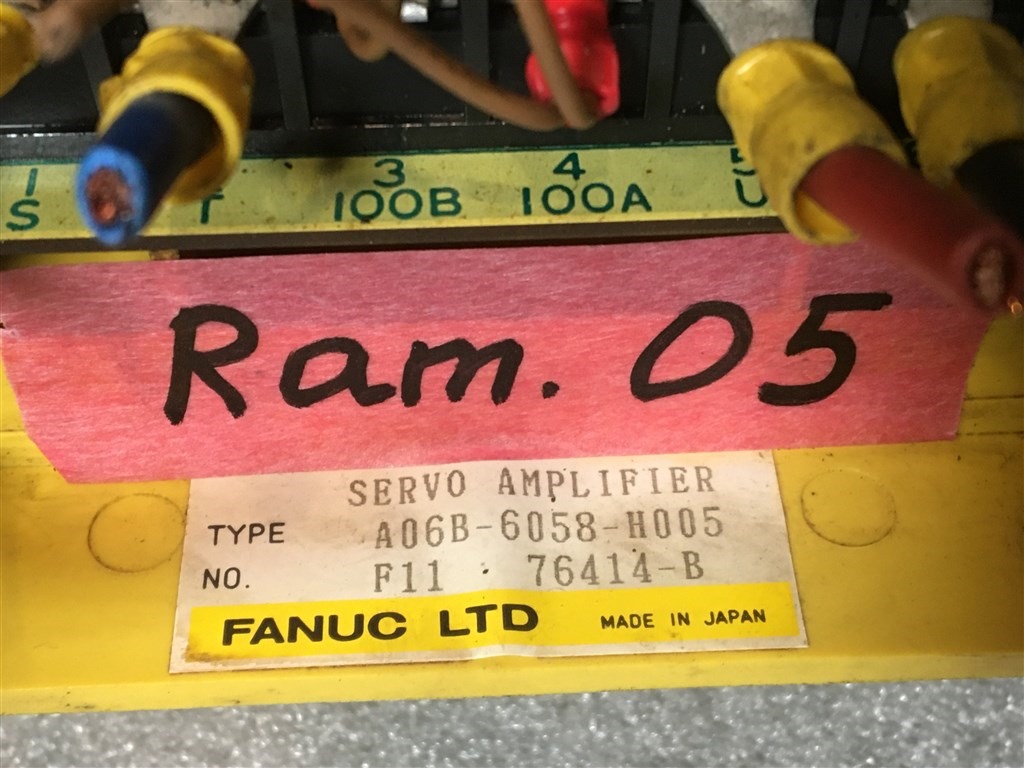 1 3 4 5
S T 100B 100A U
Ram. 05
SERVO AMPLIFIER
TYPE A06B-6058-H005
NO. F11 76414-B
FANUC LTD MADE IN JAPAN